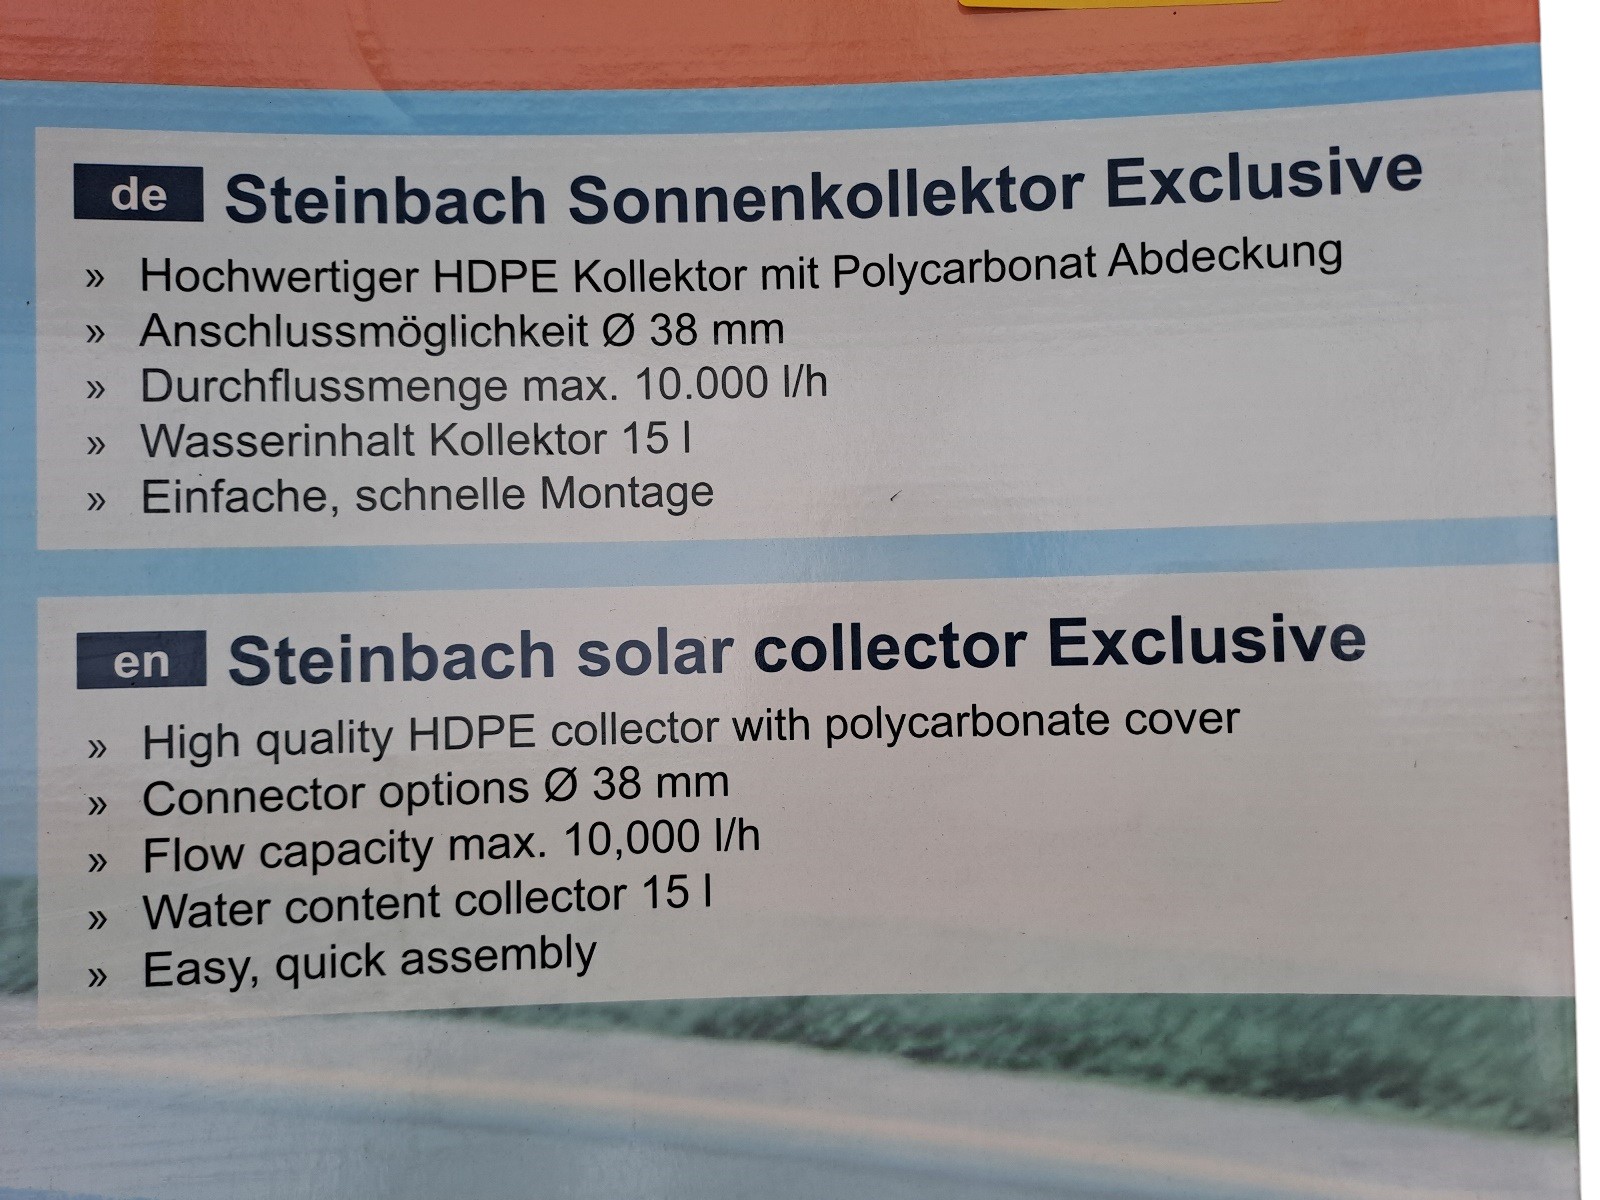 de Steinbach Sonnenkollektor Exclusive
» Hochwertiger HDPE Kollektor mit Polycarbonat Abdeckung
» Anschlussmöglichkeit Ø 38 mm
» Durchflussmenge max. 10.000 l/h
» Wasserinhalt Kollektor 15 l
» Einfache, schnelle Montage
en Steinbach solar collector Exclusive
» High quality HDPE collector with polycarbonate cover
» Connector options Ø 38 mm
» Flow capacity max. 10,000 l/h
» Water content collector 15 l
» Easy, quick assembly